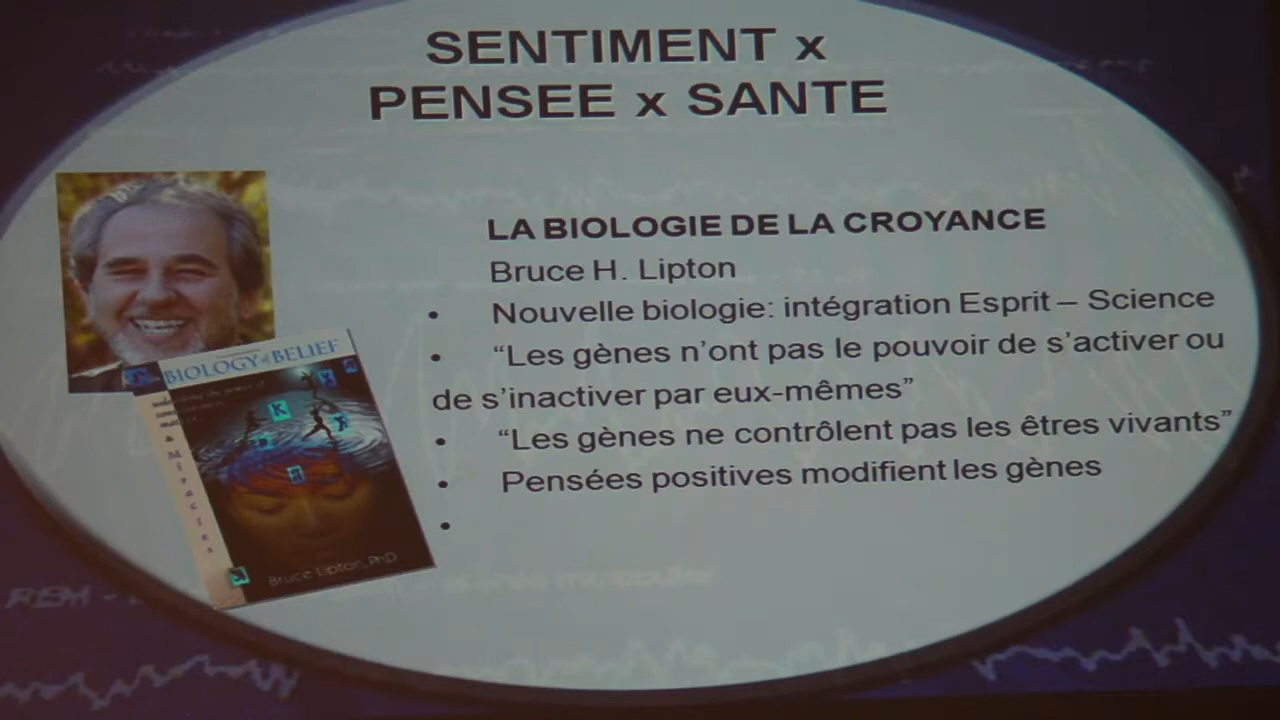 SENTIMENT x
PENSEE x SANTE
LA BIOLOGIE DE LA CROYANCE
Bruce H. Lipton
• Nouvelle biologie: intégration Esprit – Science
• “Les gènes n’ont pas le pouvoir de s’activer ou
de s’inactiver par eux-mêmes”
• “Les gènes ne contrôlent pas les êtres vivants”
• Pensées positives modifient les gènes
•
BIOLOGY of BELIEF
& Miracles
Bruce Lipton, PhD
REM -